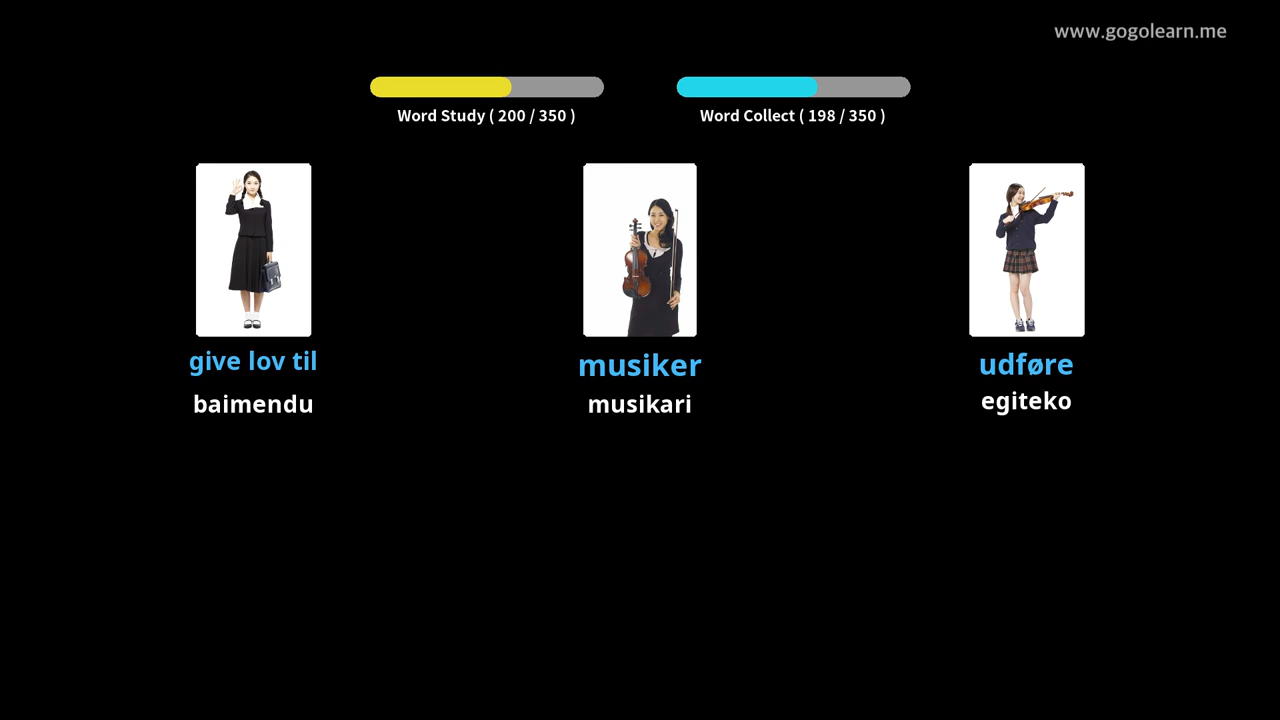 www.gogolearn.me
Word Study ( 200 / 350 )
Word Collect ( 198 / 350 )
give lov til
musiker
udføre
baimendu
musikari
egiteko